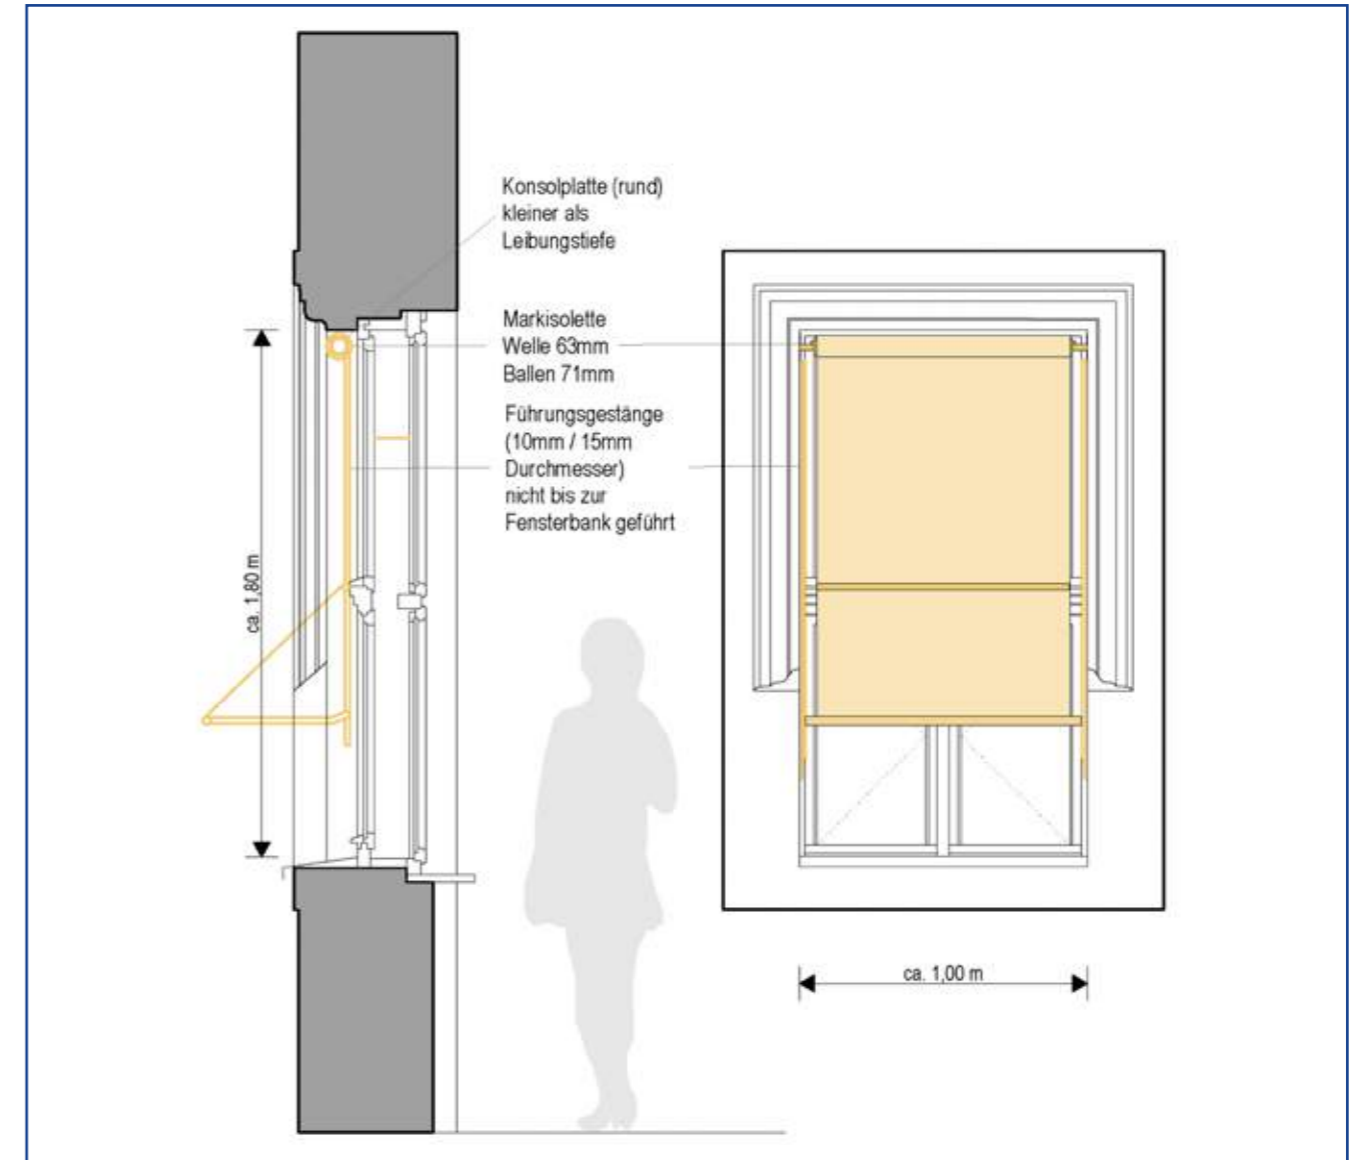 Konsolplatte (rund)
kleiner als
Leibungstiefe
Markisolette
Welle 63mm
Ballen 71mm
Führungsgestänge
(10mm / 15mm
Durchmesser)
nicht bis zur
Fensterbank geführt
ca. 1,80 m
ca. 1,00 m